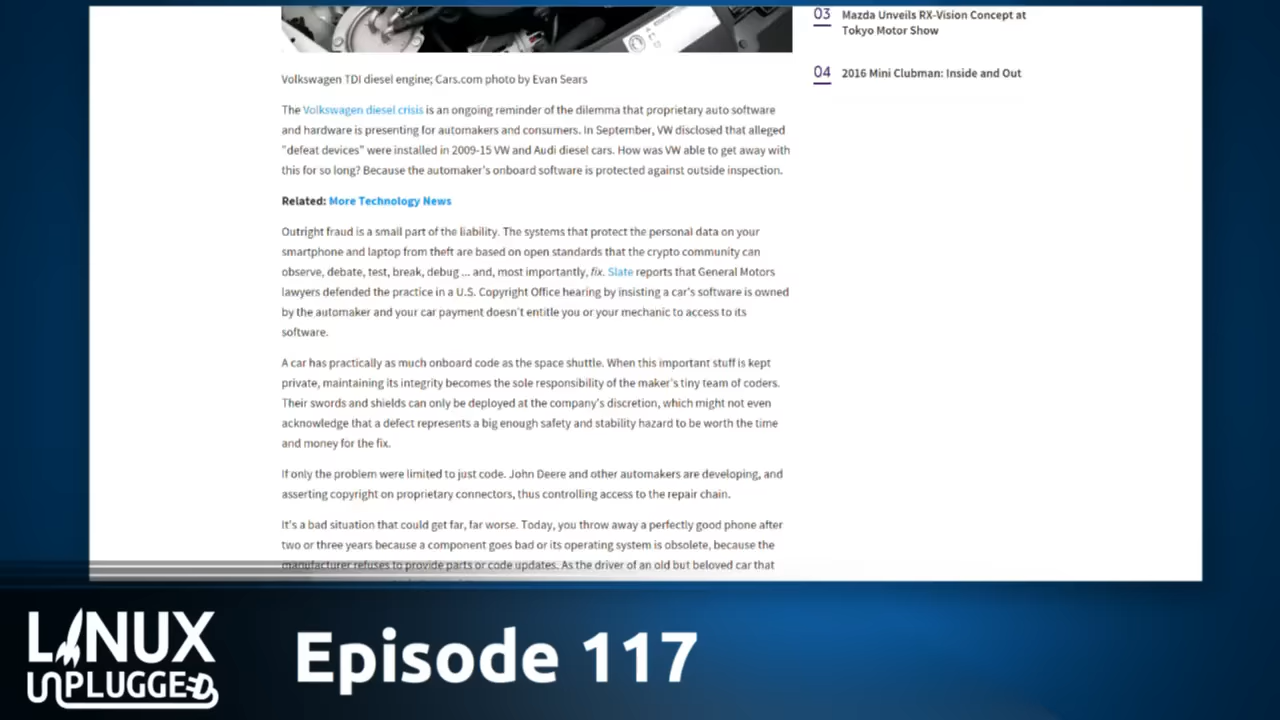 03 Mazda Unveils RX-Vision Concept at
Tokyo Motor Show
04 2016 Mini Clubman: Inside and Out
Volkswagen TDI diesel engine; Cars.com photo by Evan Sears
The Volkswagen diesel crisis is an ongoing reminder of the dilemma that proprietary auto software
and hardware is presenting for automakers and consumers. In September, VW disclosed that alleged
"defeat devices" were installed in 2009-15 VW and Audi diesel cars. How was VW able to get away with
this for so long? Because the automaker's onboard software is protected against outside inspection.
Related: More Technology News
Outright fraud is a small part of the liability. The systems that protect the personal data on your
smartphone and laptop from theft are based on open standards that the crypto community can
observe, debate, test, break, debug ... and, most importantly, fix. Slate reports that General Motors
lawyers defended the practice in a U.S. Copyright Office hearing by insisting a car's software is owned
by the automaker and your car payment doesn't entitle you or your mechanic to access to its
software.
A car has practically as much onboard code as the space shuttle. When this important stuff is kept
private, maintaining its integrity becomes the sole responsibility of the maker's tiny team of coders.
Their swords and shields can only be deployed at the company's discretion, which might not even
acknowledge that a defect represents a big enough safety and stability hazard to be worth the time
and money for the fix.
If only the problem were limited to just code. John Deere and other automakers are developing, and
asserting copyright on proprietary connectors, thus controlling access to the repair chain.
It's a bad situation that could get far, far worse. Today, you throw away a perfectly good phone after
two or three years because a component goes bad or its operating system is obsolete, because the
manufacturer refuses to provide parts or code updates. As the driver of an old but beloved car that
LINUX
UNPLUGGED
Episode 117